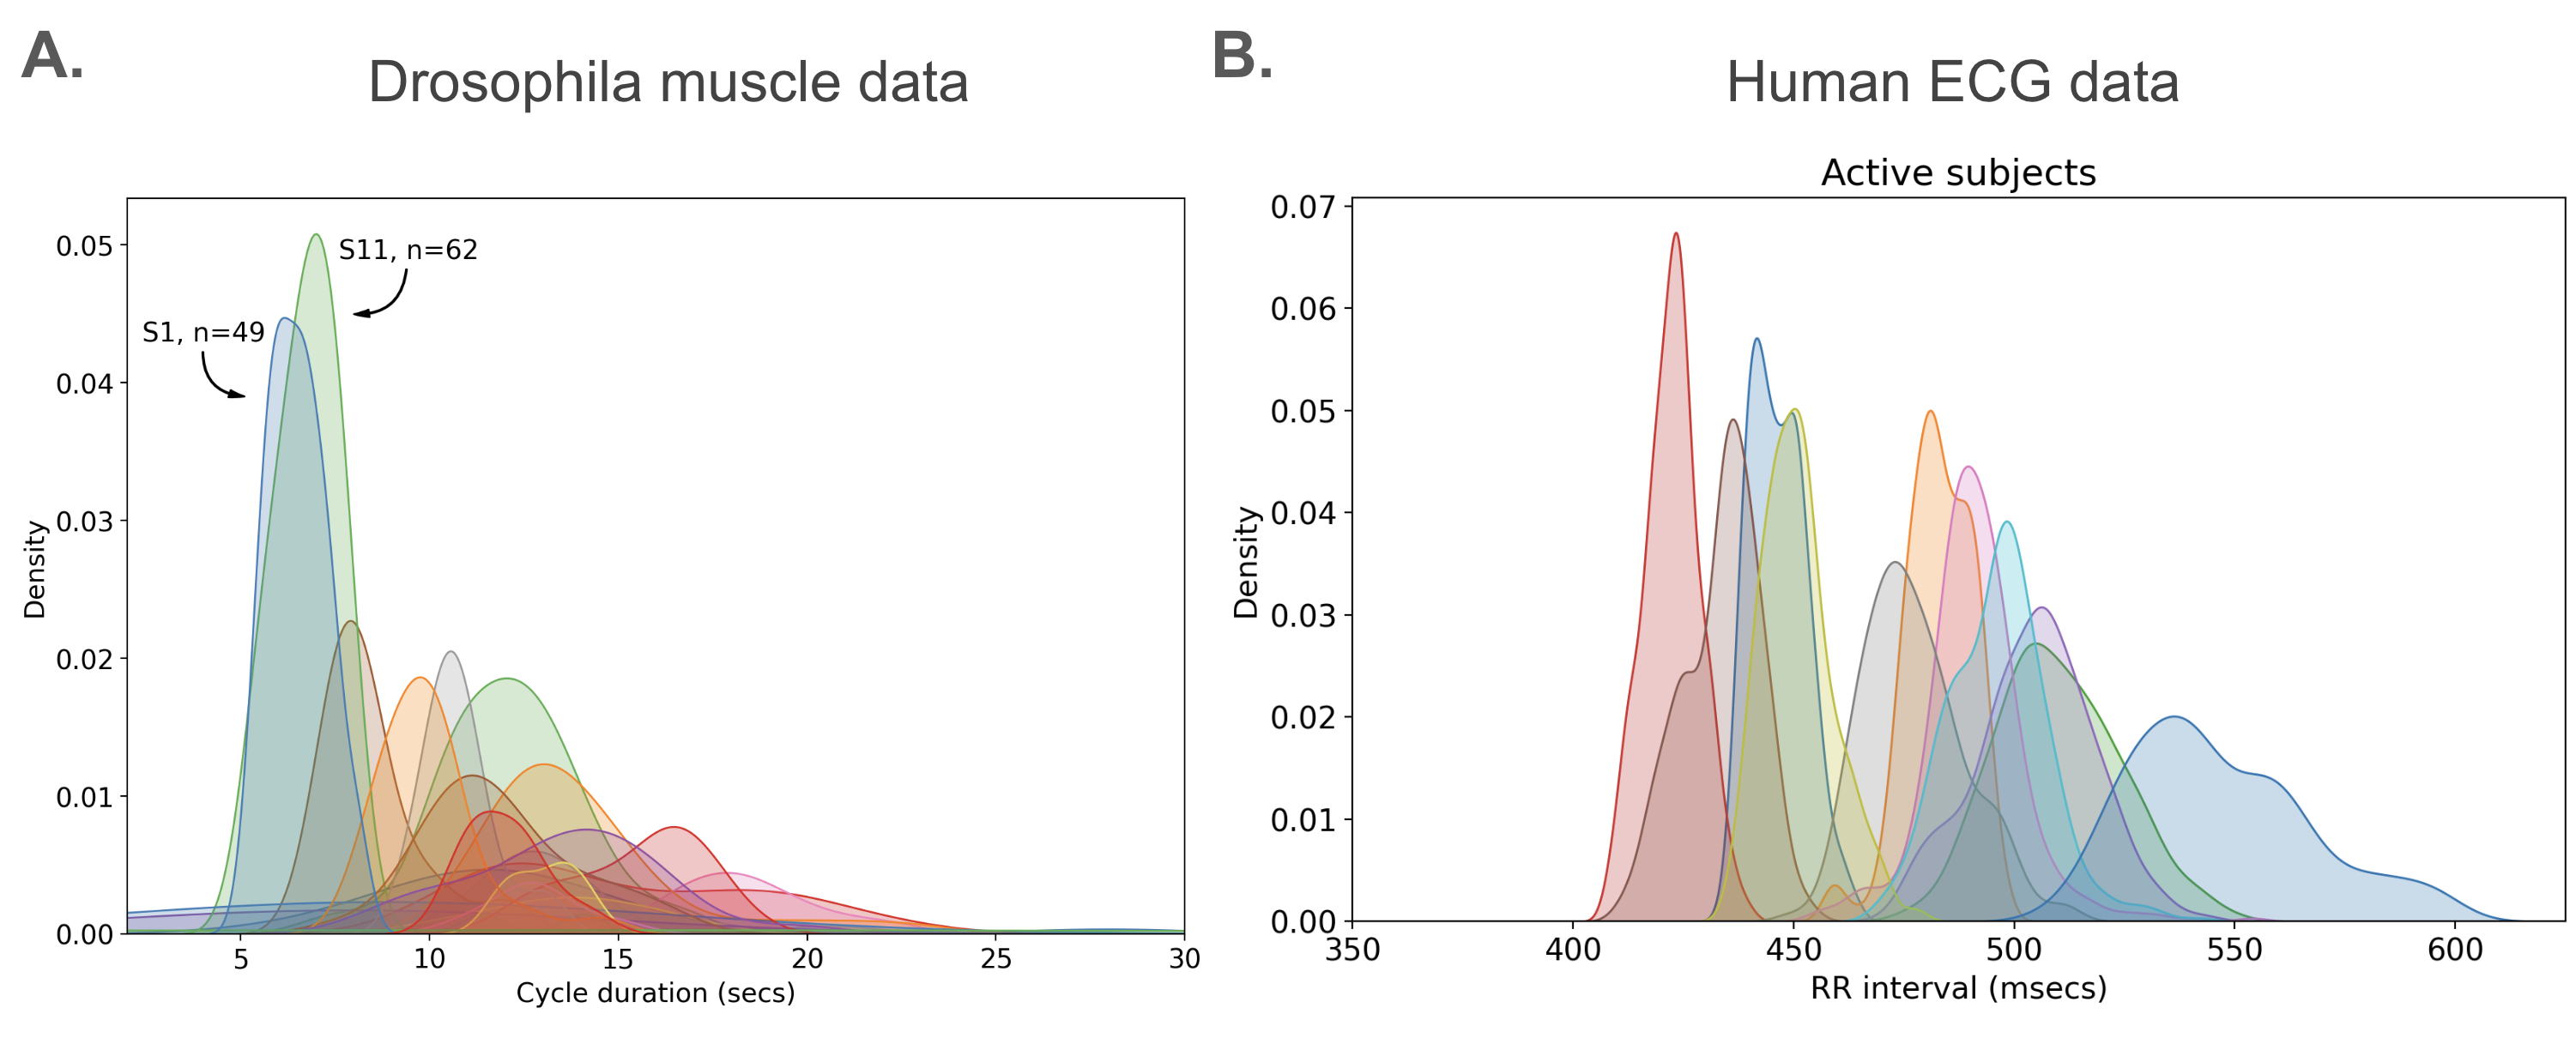 A.
Drosophila muscle data
S11, n=62
S1, n=49
0.05
0.04
0.03
0.02
0.01
0.00
Density
5 10 15 20 25 30
Cycle duration (secs)
B.
Human ECG data
Active subjects
0.07
0.06
0.05
0.04
0.03
0.02
0.01
0.00
Density
350 400 450 500 550 600
RR interval (msecs)